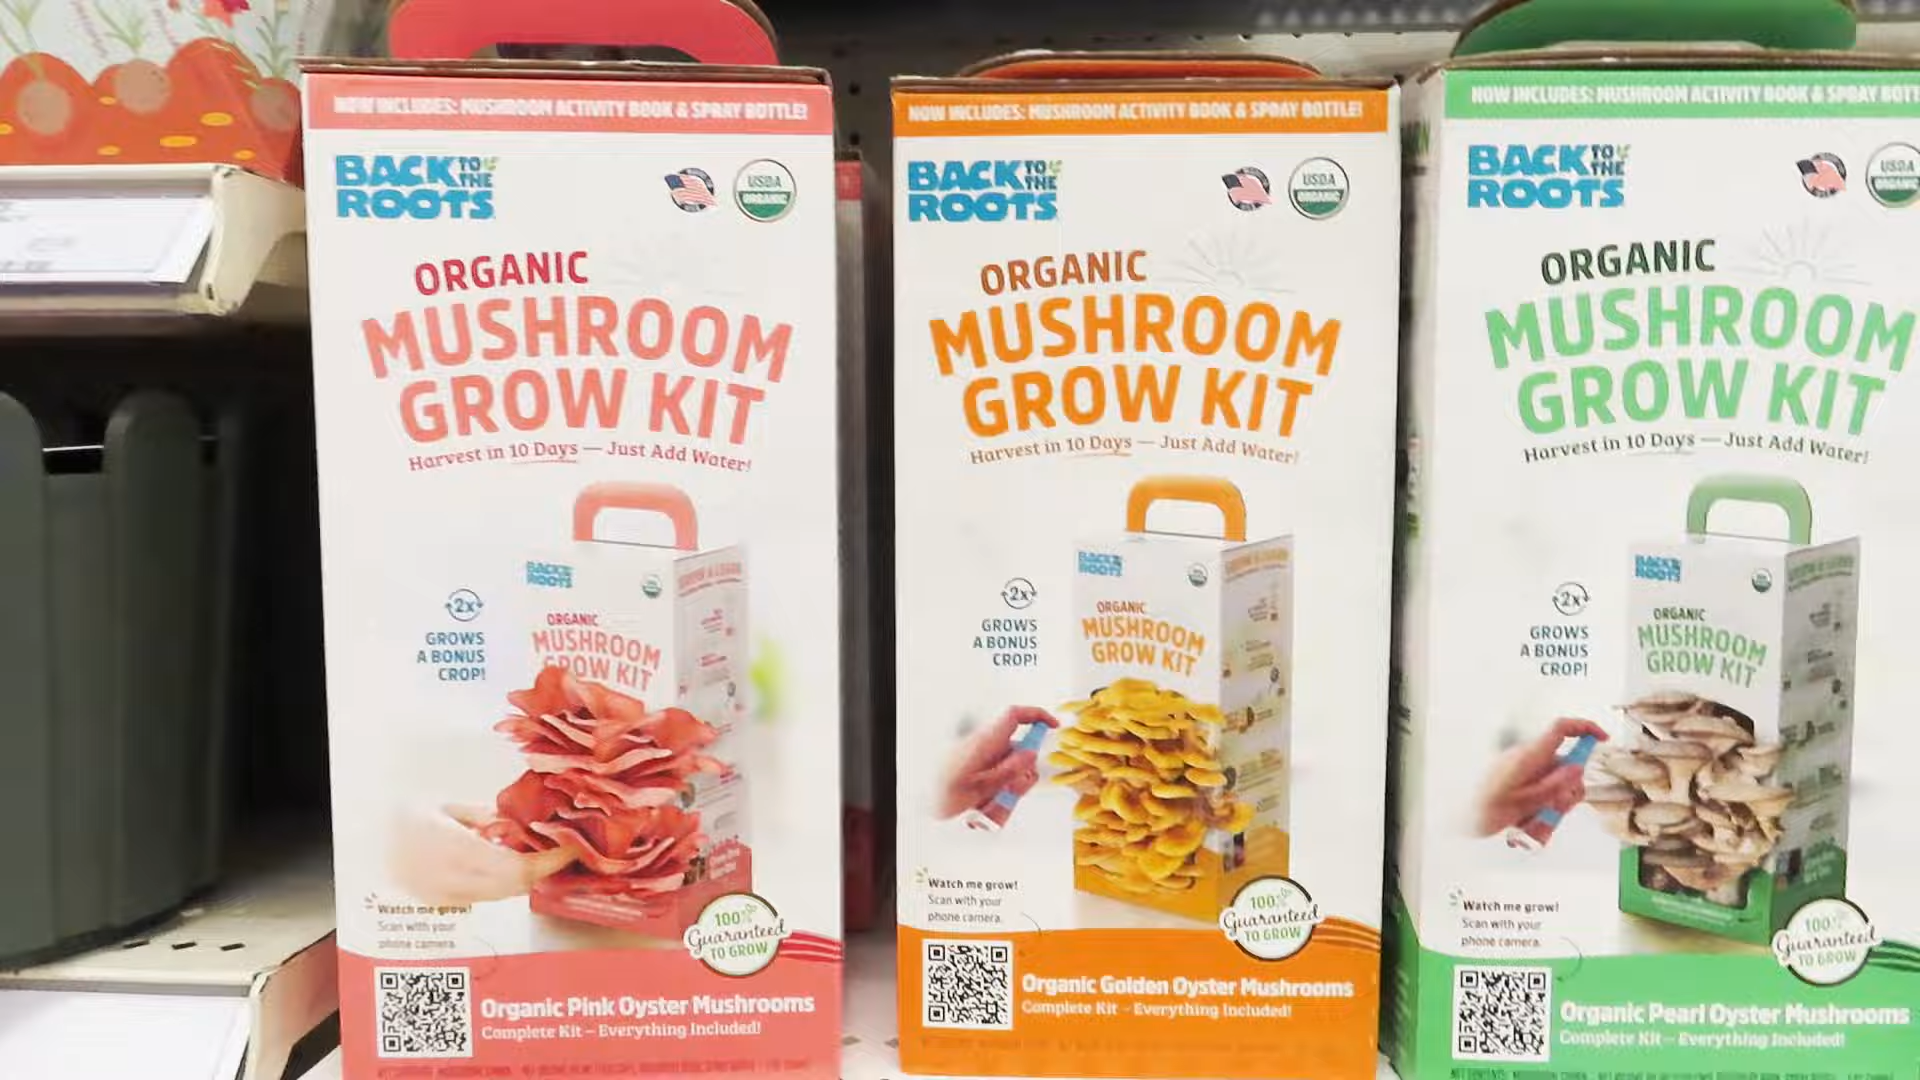 NOW INCLUDES: MUSHROOM ACTIVITY BOOK & SPRAY BOTTLE!
BACK TO THE ROOTS
USDA
ORGANIC
ORGANIC
MUSHROOM
GROW KIT
Harvest in 10 Days — Just Add Water!
2x
GROWS
A BONUS
CROP!
BACK TO THE ROOTS
ORGANIC
MUSHROOM
GROW KIT
Watch me grow!
Scan with your
phone camera.
100%
Guaranteed
TO GROW
Organic Pink Oyster Mushrooms
Complete Kit – Everything Included!
NOW INCLUDES: MUSHROOM ACTIVITY BOOK & SPRAY BOTTLE!
BACK TO THE ROOTS
USDA
ORGANIC
ORGANIC
MUSHROOM
GROW KIT
Harvest in 10 Days — Just Add Water!
2x
GROWS
A BONUS
CROP!
BACK TO THE ROOTS
ORGANIC
MUSHROOM
GROW KIT
Watch me grow!
Scan with your
phone camera.
100%
Guaranteed
TO GROW
Organic Golden Oyster Mushrooms
Complete Kit – Everything Included!
NOW INCLUDES: MUSHROOM ACTIVITY BOOK & SPRAY BOTT
BACK TO THE ROOTS
USDA
ORGANIC
ORGANIC
MUSHROOM
GROW KIT
Harvest in 10 Days — Just Add Water!
2x
GROWS
A BONUS
CROP!
BACK TO THE ROOTS
ORGANIC
MUSHROOM
GROW KIT
Watch me grow!
Scan with your
phone camera.
100%
Guaranteed
TO GROW
Organic Pearl Oyster Mushrooms
Complete Kit – Everything Included!